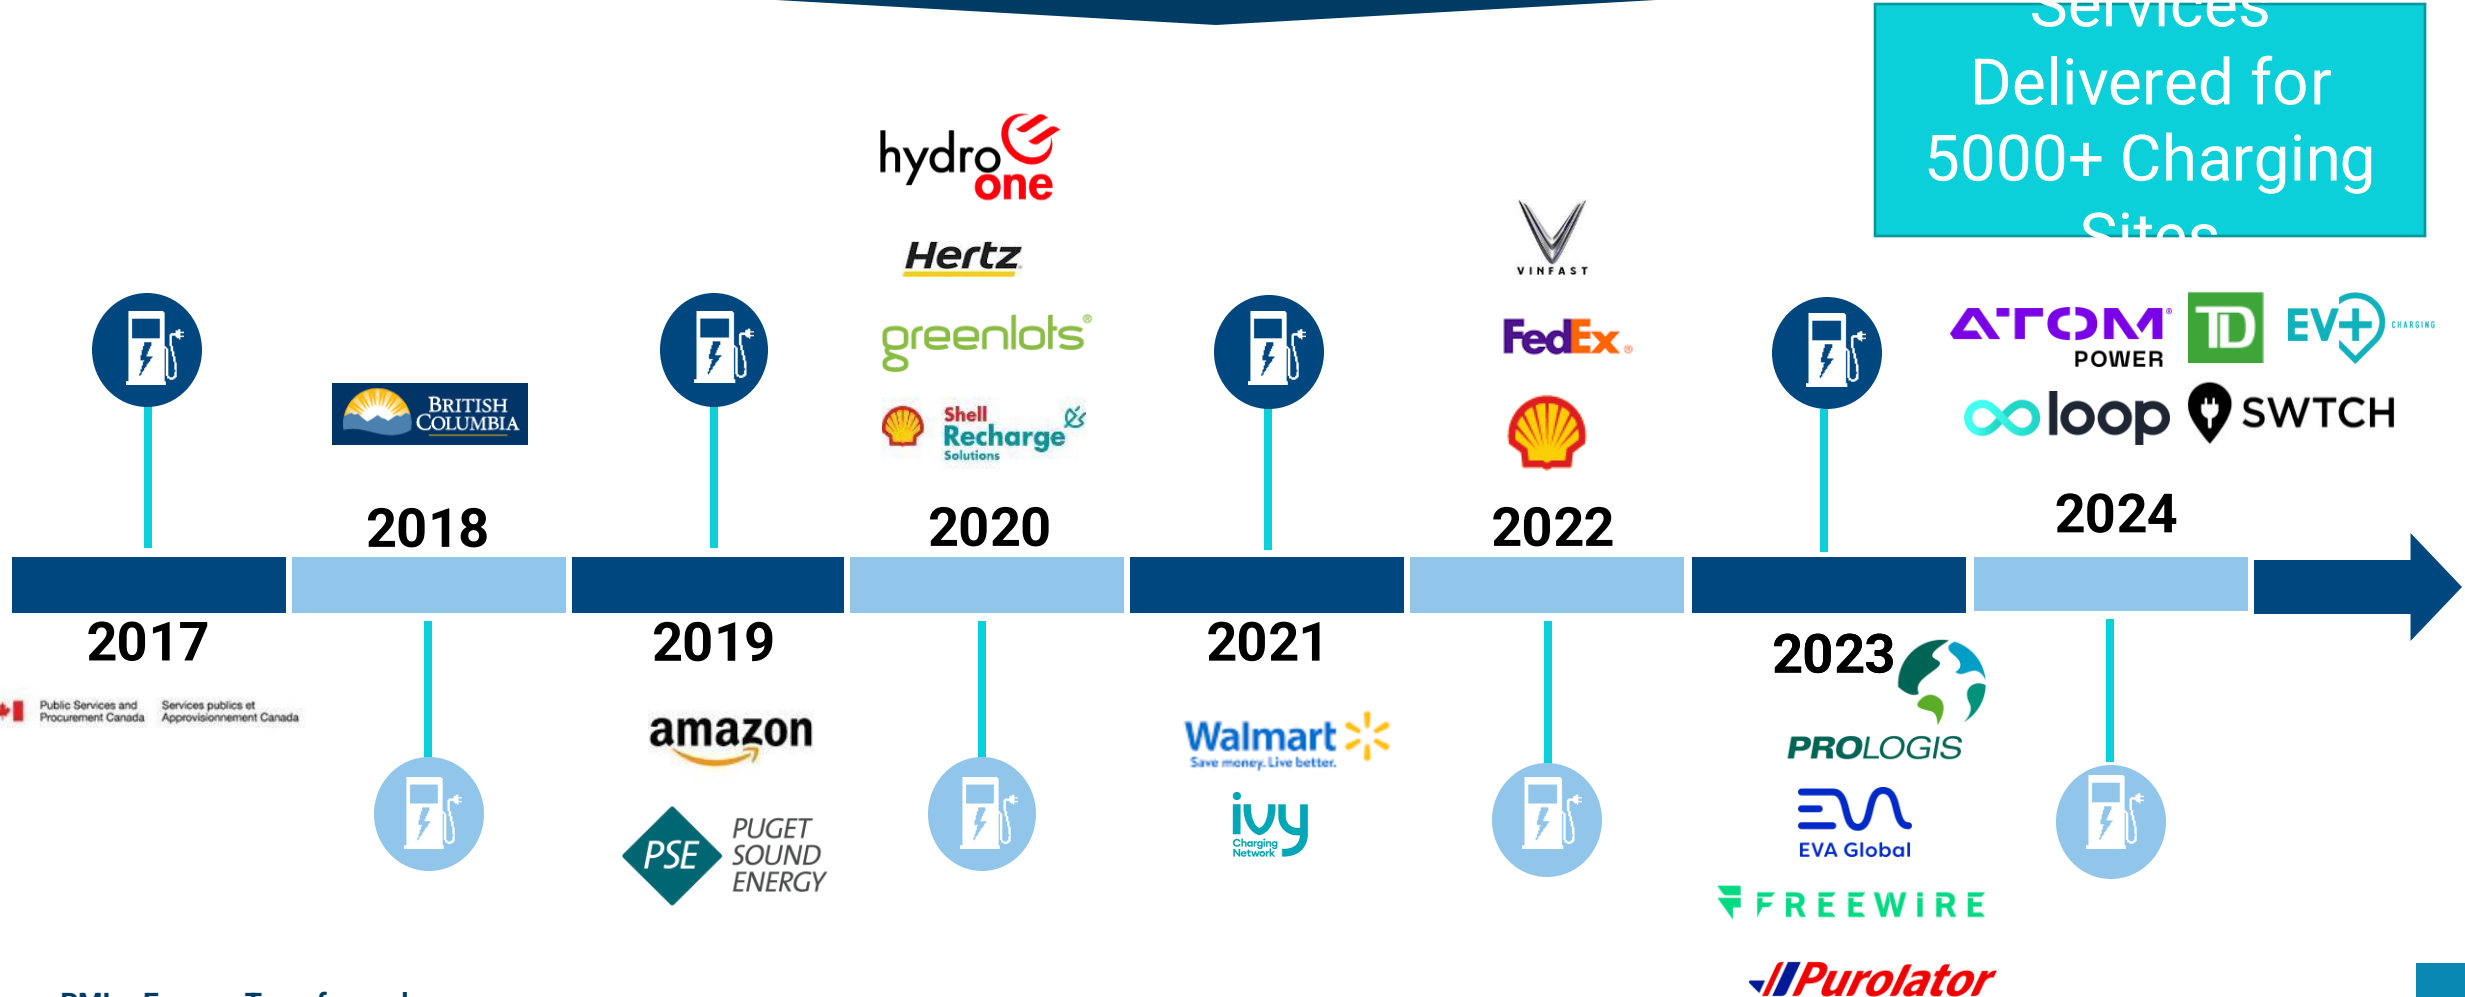 Services
Delivered for
5000+ Charging
Sites
hydro
one
Hertz
greenlots®
Shell
Recharge
Solutions
VINFAST
FedEx®
ATOM®
POWER
TD
EV+ CHARGING
loop
SWTCH
BRITISH
COLUMBIA
2018
2020
2022
2024
2017
2019
2021
2023
Public Services and
Procurement Canada
Services publics et
Approvisionnement Canada
amazon
PSE
PUGET
SOUND
ENERGY
Walmart
Save money. Live better.
ivy
Charging
Network
PROLOGIS
EVA
EVA Global
FREEWiRE
Purolator